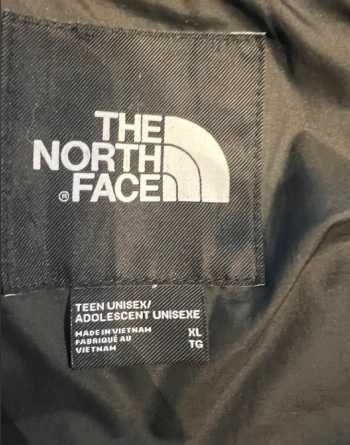 THE
NORTH
® FACE
TEEN UNISEX/
ADOLESCENT UNISEXE
MADE IN VIETNAM XL
FABRIQUÉ AU TG
VIETNAM